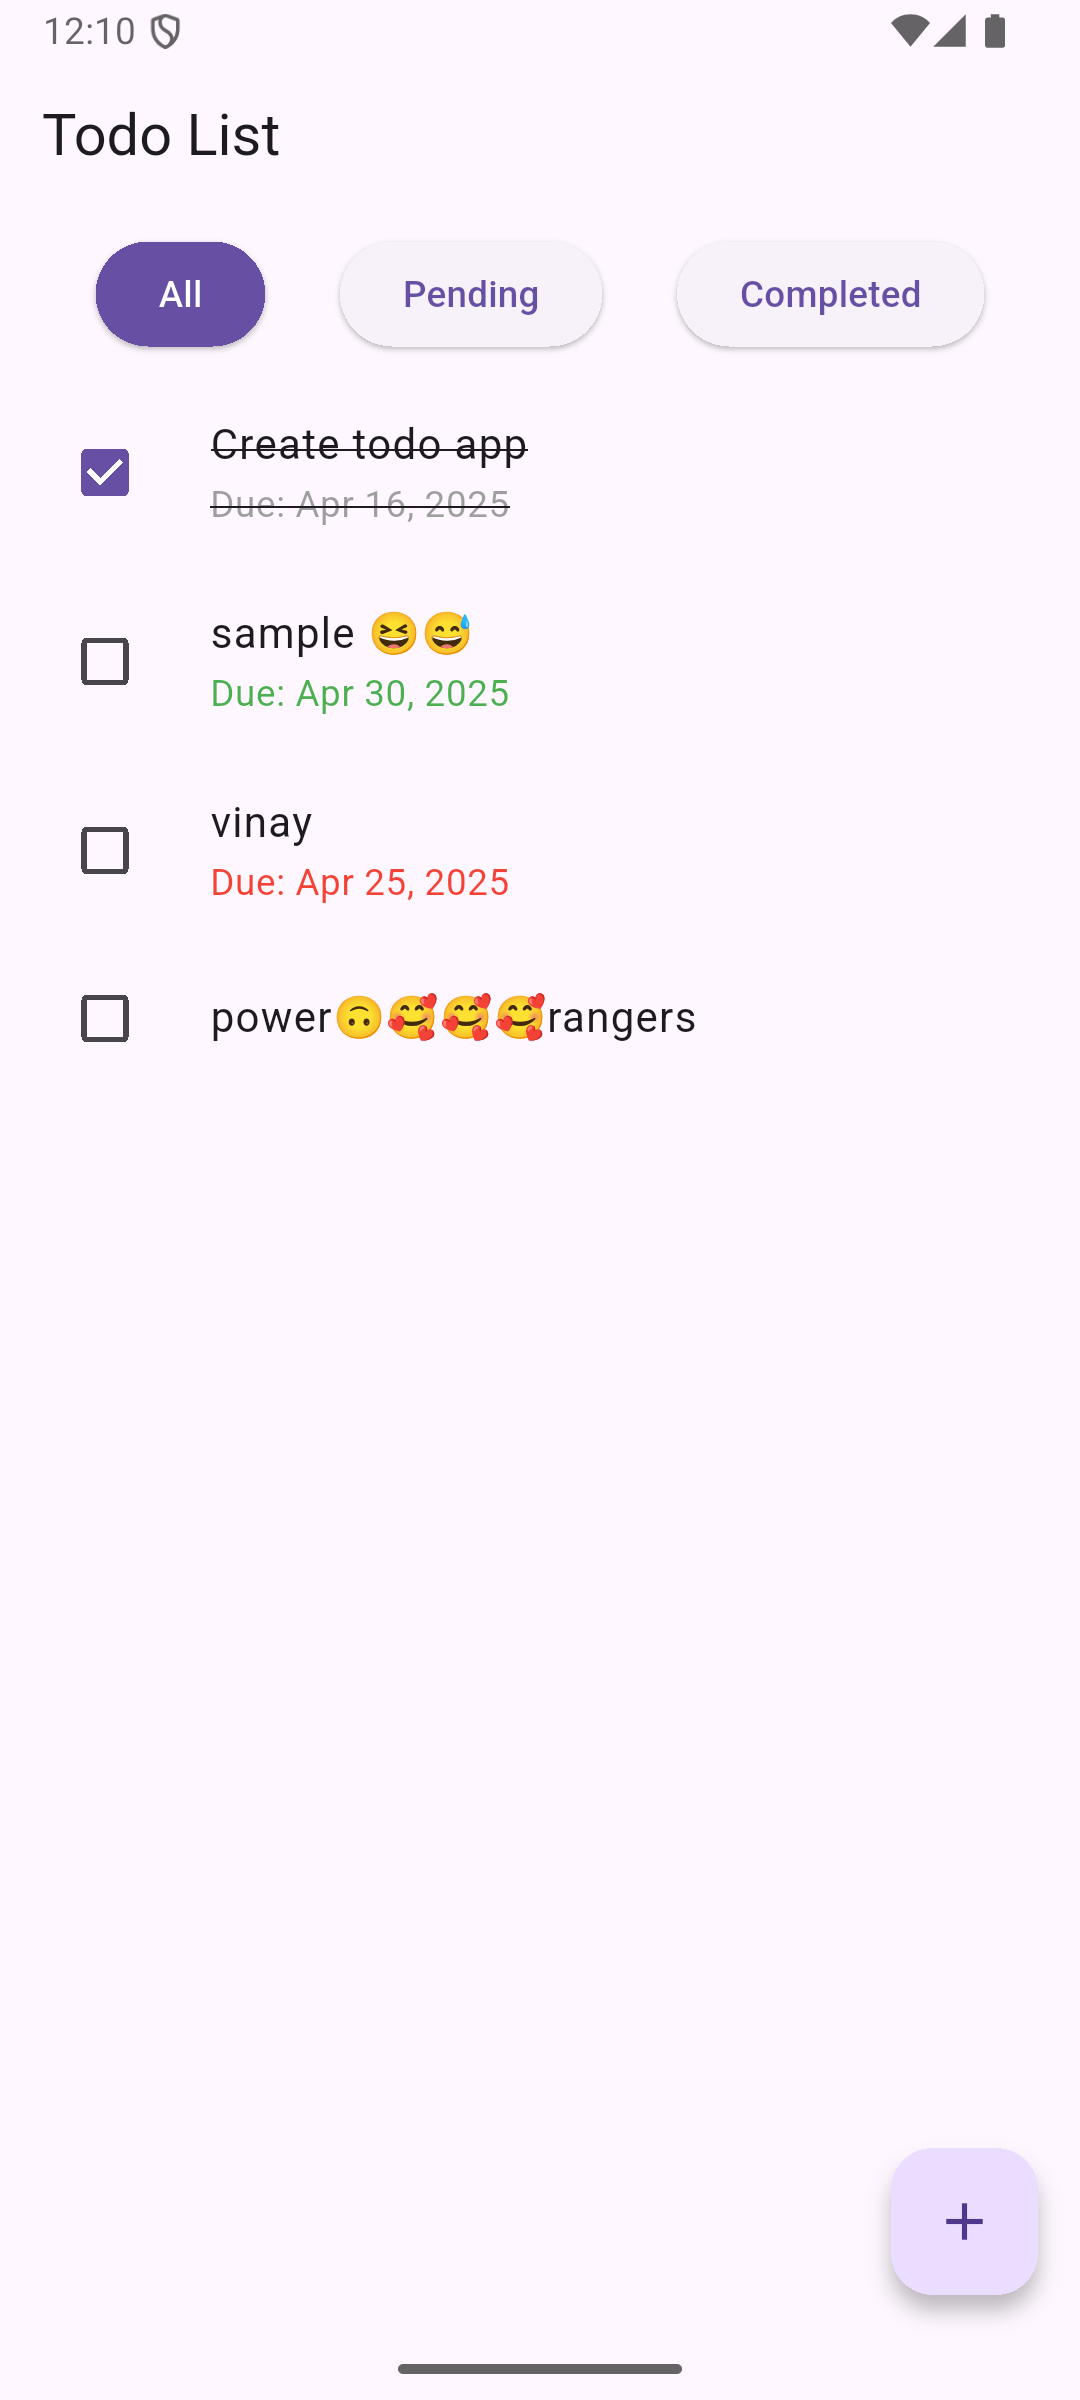 12:10
Todo List
All Pending Completed
Create todo app
Due: Apr 16, 2025
sample 😆😅
Due: Apr 30, 2025
vinay
Due: Apr 25, 2025
power🙃🥰🥰🥰rangers